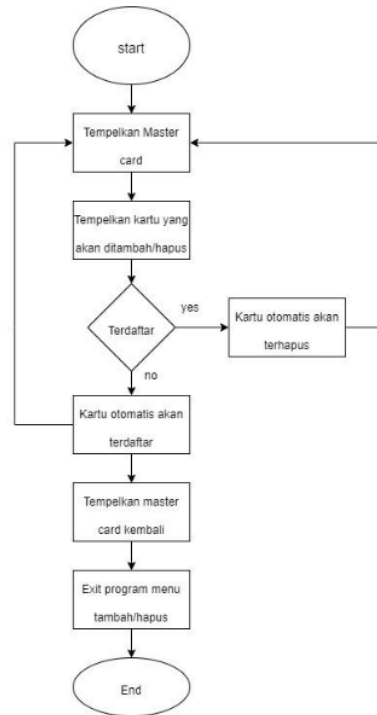 start
Tempelkan Master
card
Tempelkan kartu yang
akan ditambah/hapus
Terdaftar
yes
Kartu otomatis akan
terhapus
no
Kartu otomatis akan
terdaftar
Tempelkan master
card kembali
Exit program menu
tambah/hapus
End